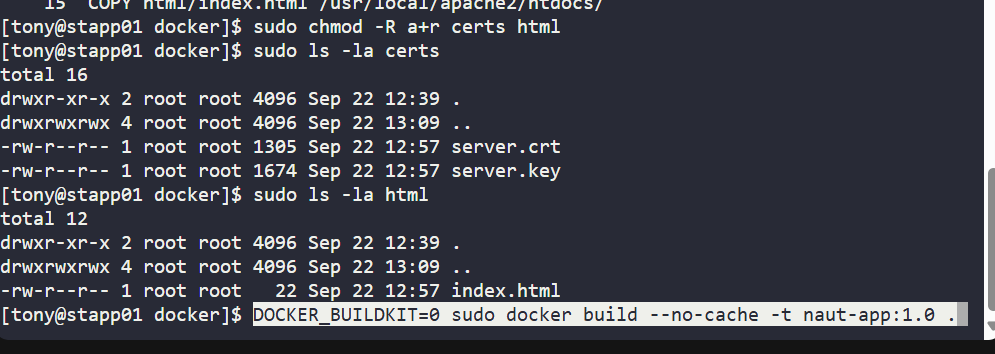 15  COPY html/index.html /usr/local/apache2/htdocs/
[tony@stapp01 docker]$ sudo chmod -R a+r certs html
[tony@stapp01 docker]$ sudo ls -la certs
total 16
drwxr-xr-x 2 root root 4096 Sep 22 12:39 .
drwxrwxrwx 4 root root 4096 Sep 22 13:09 ..
-rw-r--r-- 1 root root 1305 Sep 22 12:57 server.crt
-rw-r--r-- 1 root root 1674 Sep 22 12:57 server.key
[tony@stapp01 docker]$ sudo ls -la html
total 12
drwxr-xr-x 2 root root 4096 Sep 22 12:39 .
drwxrwxrwx 4 root root 4096 Sep 22 13:09 ..
-rw-r--r-- 1 root root   22 Sep 22 12:57 index.html
[tony@stapp01 docker]$ DOCKER_BUILDKIT=0 sudo docker build --no-cache -t naut-app:1.0 .